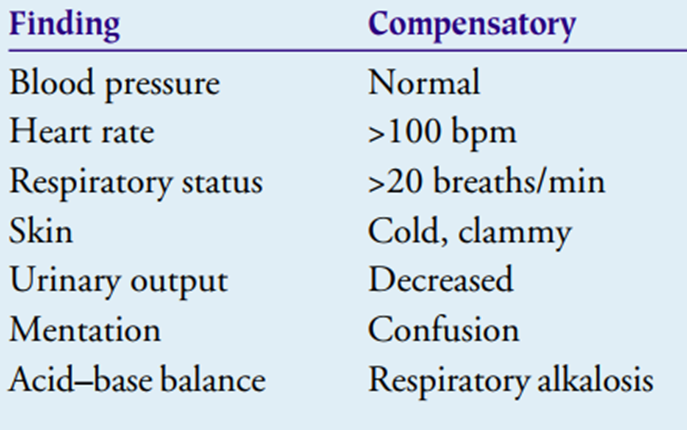 Finding Compensatory
Blood pressure Normal
Heart rate >100 bpm
Respiratory status >20 breaths/min
Skin Cold, clammy
Urinary output Decreased
Mentation Confusion
Acid–base balance Respiratory alkalosis